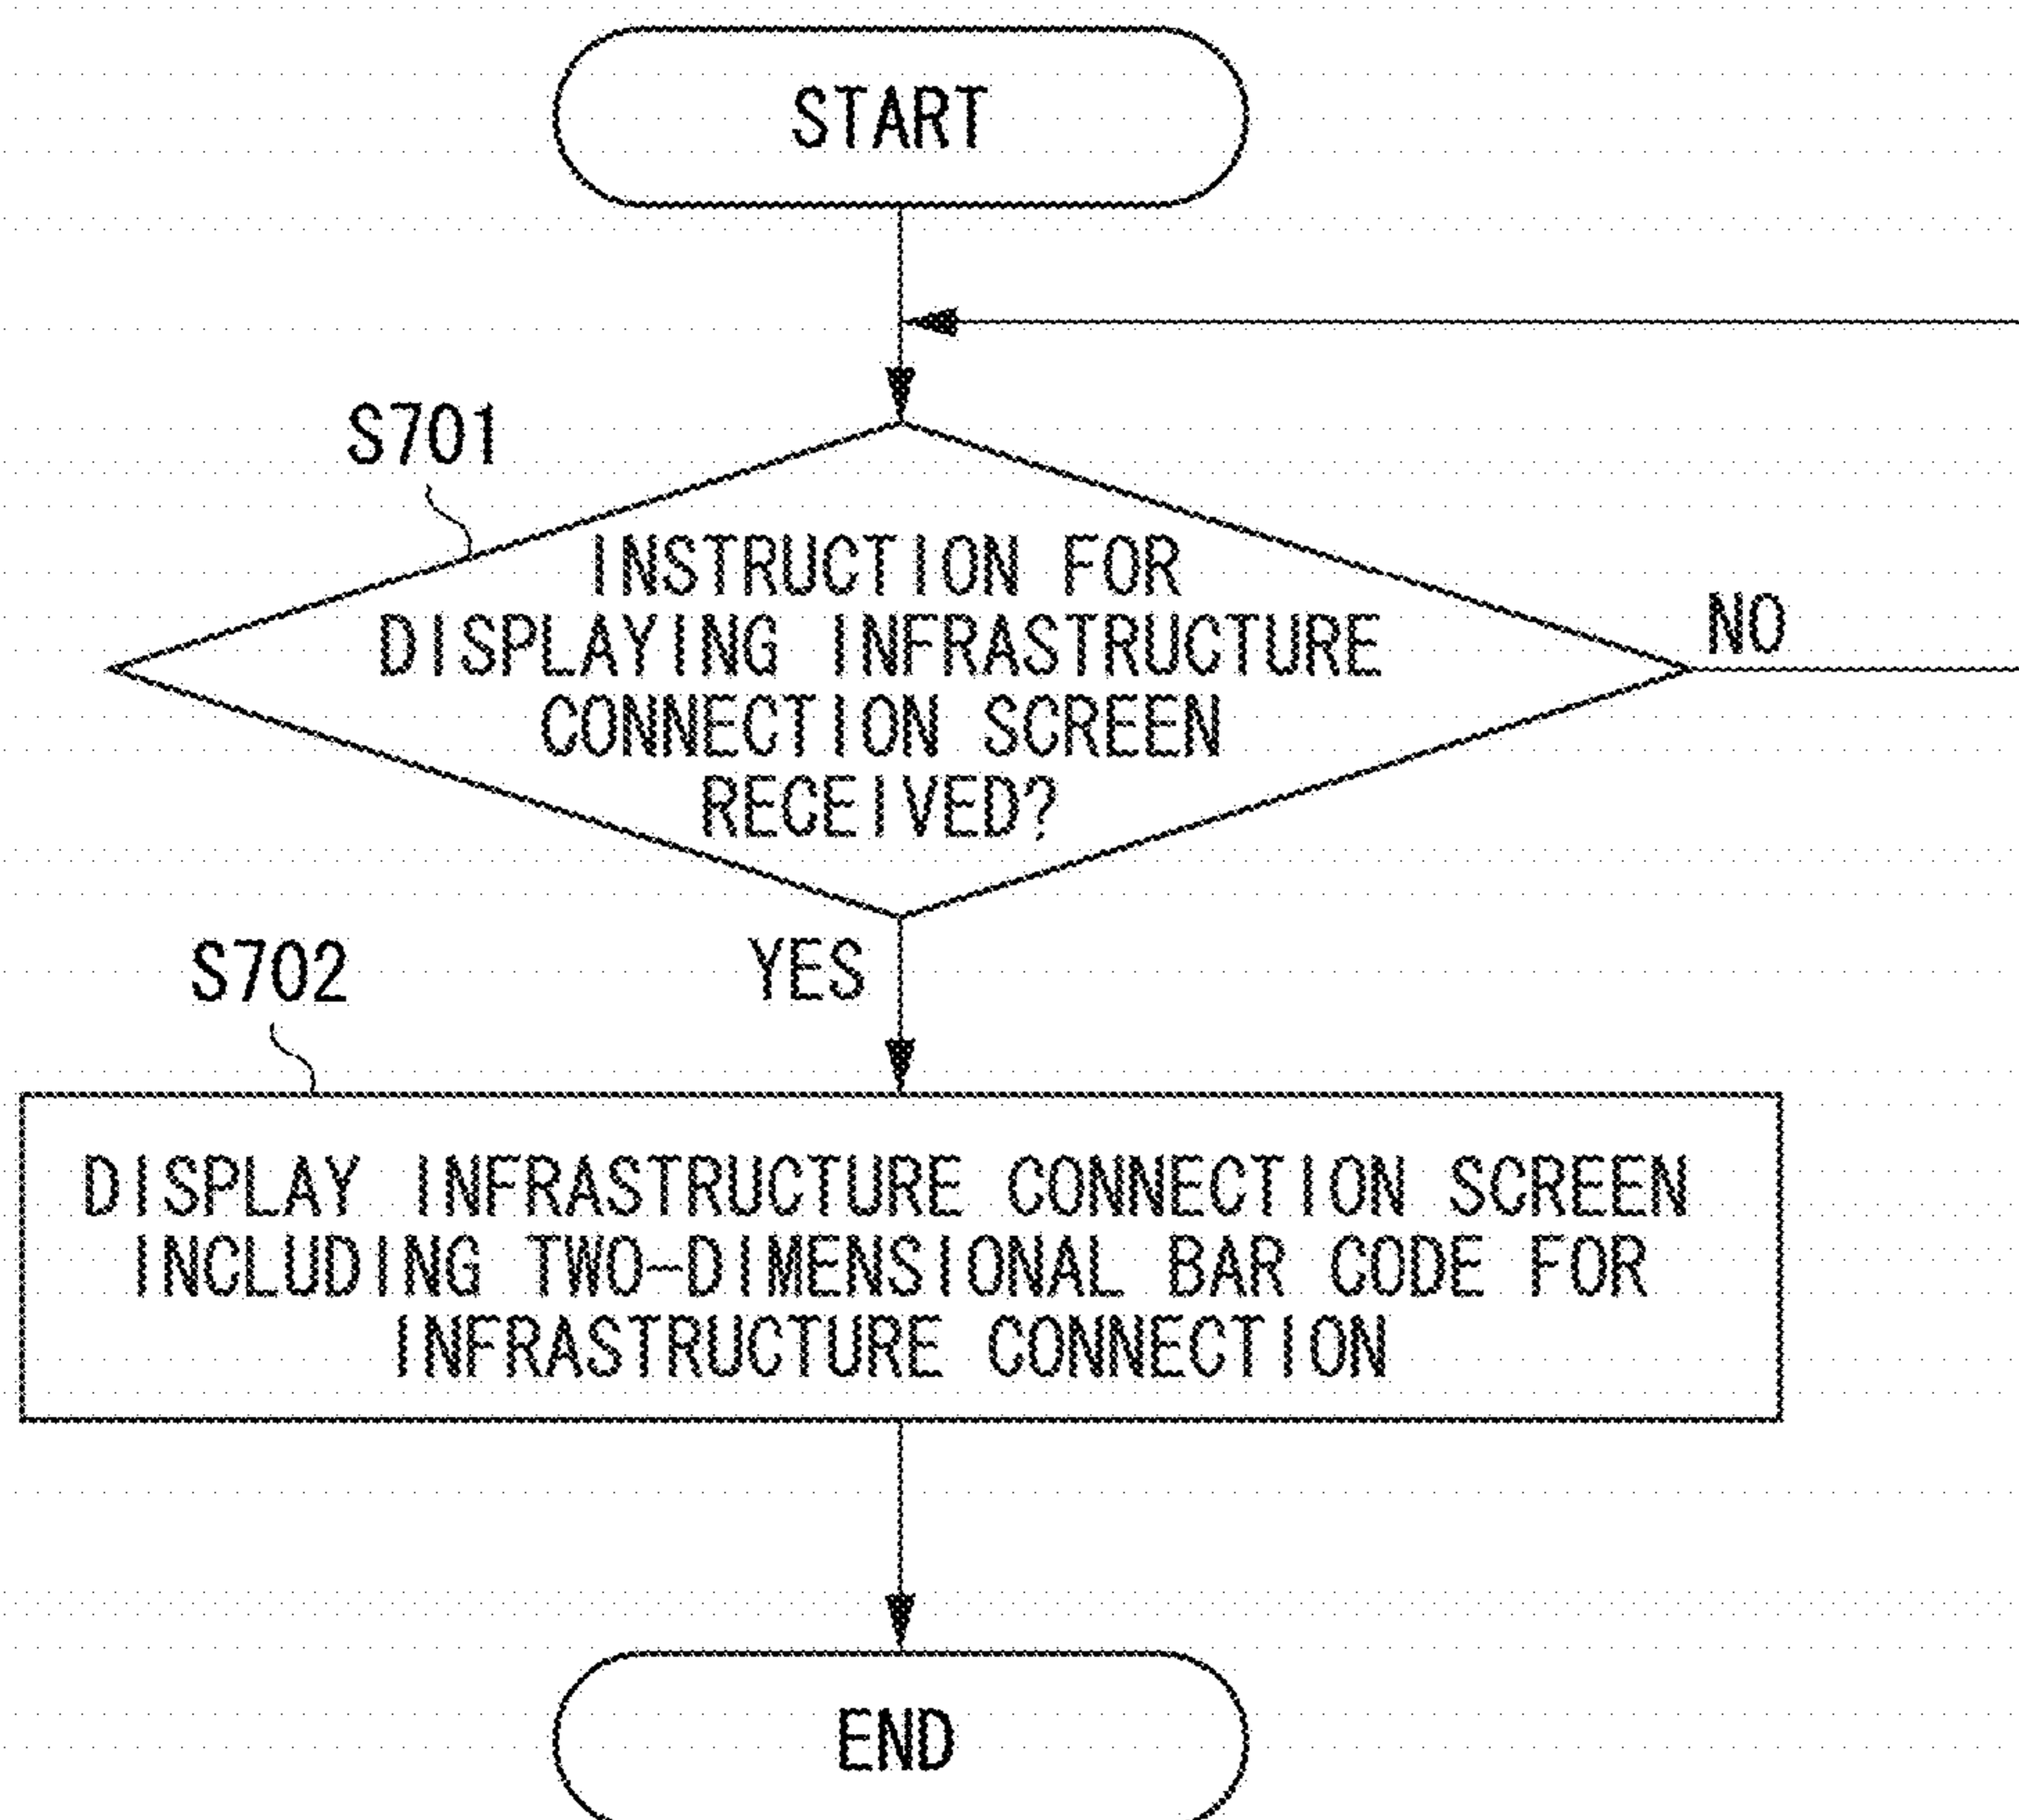 START
S701
INSTRUCTION FOR
DISPLAYING INFRASTRUCTURE
CONNECTION SCREEN
RECEIVED?
NO
YES
S702
DISPLAY INFRASTRUCTURE CONNECTION SCREEN
INCLUDING TWO-DIMENSIONAL BAR CODE FOR
INFRASTRUCTURE CONNECTION
END